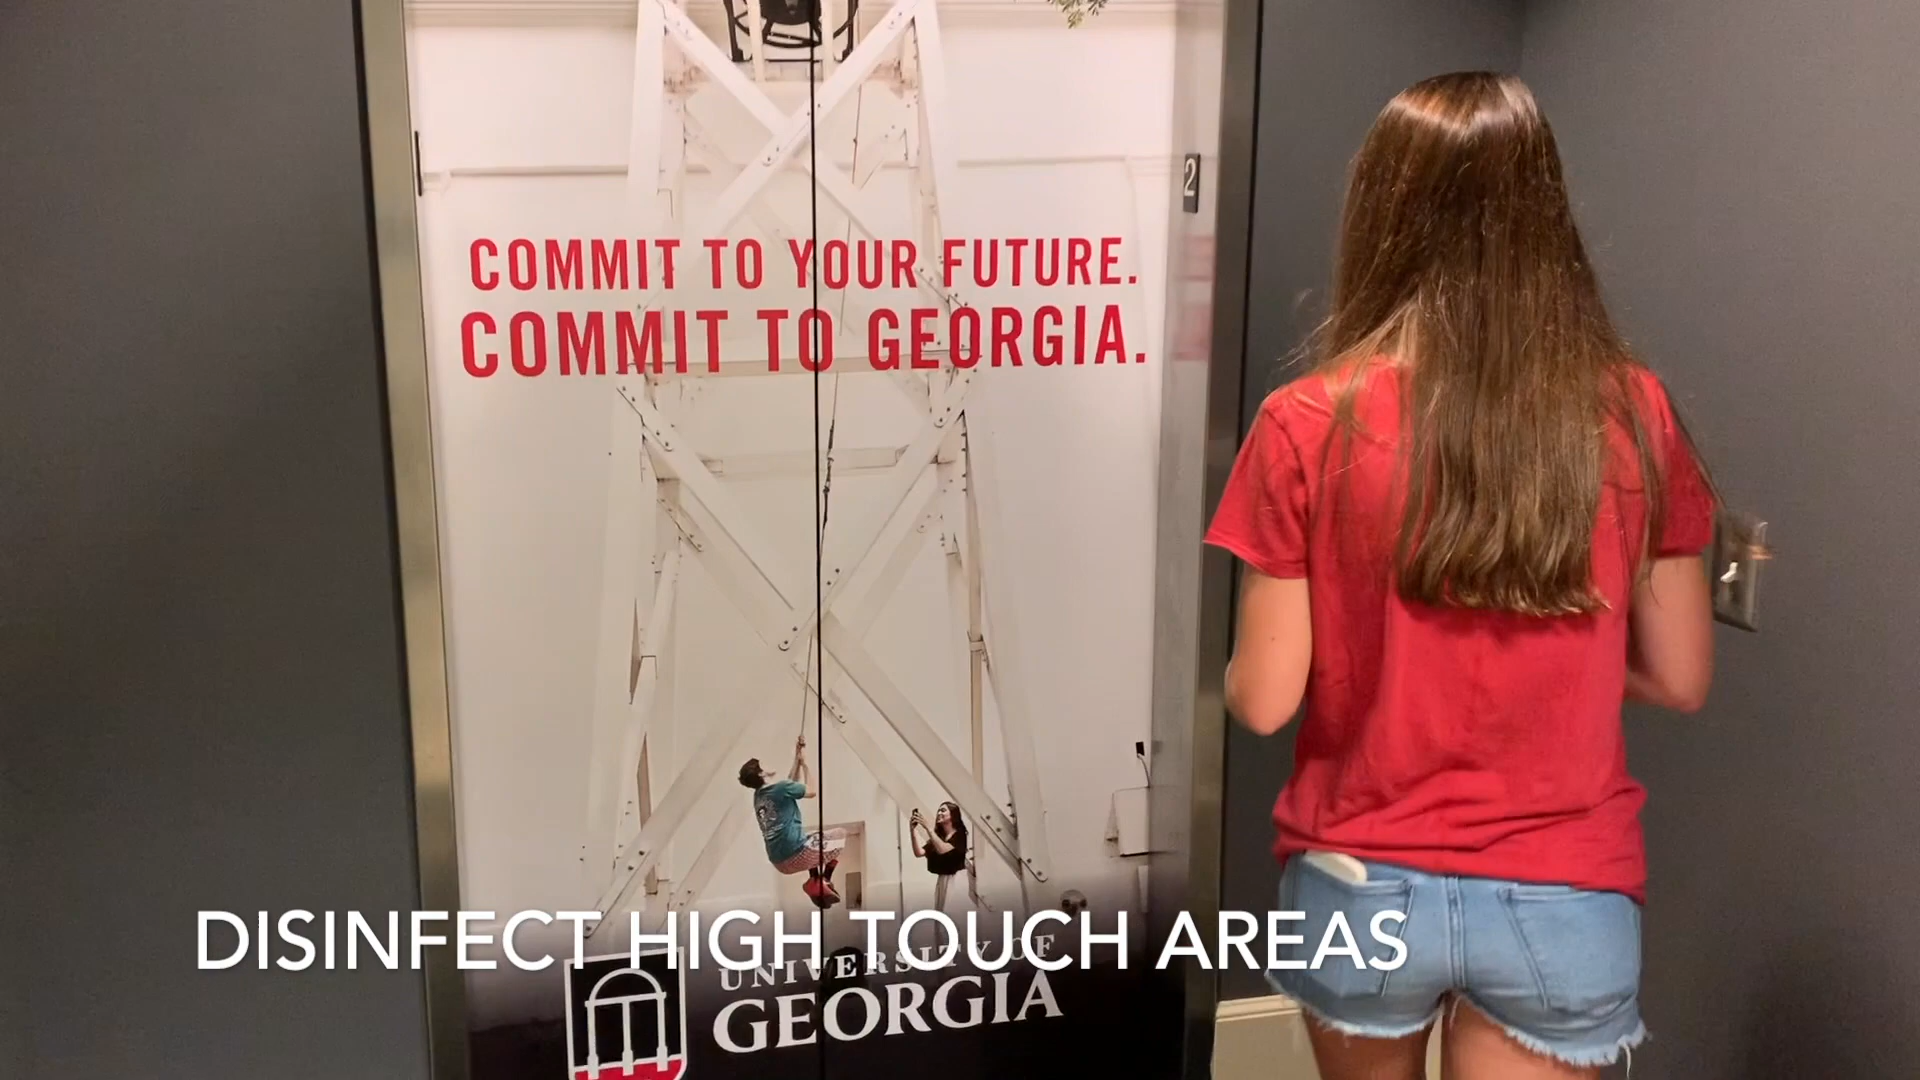 2
COMMIT TO YOUR FUTURE.
COMMIT TO GEORGIA.
DISINFECT HIGH TOUCH AREAS
UNIVERSITY OF
GEORGIA